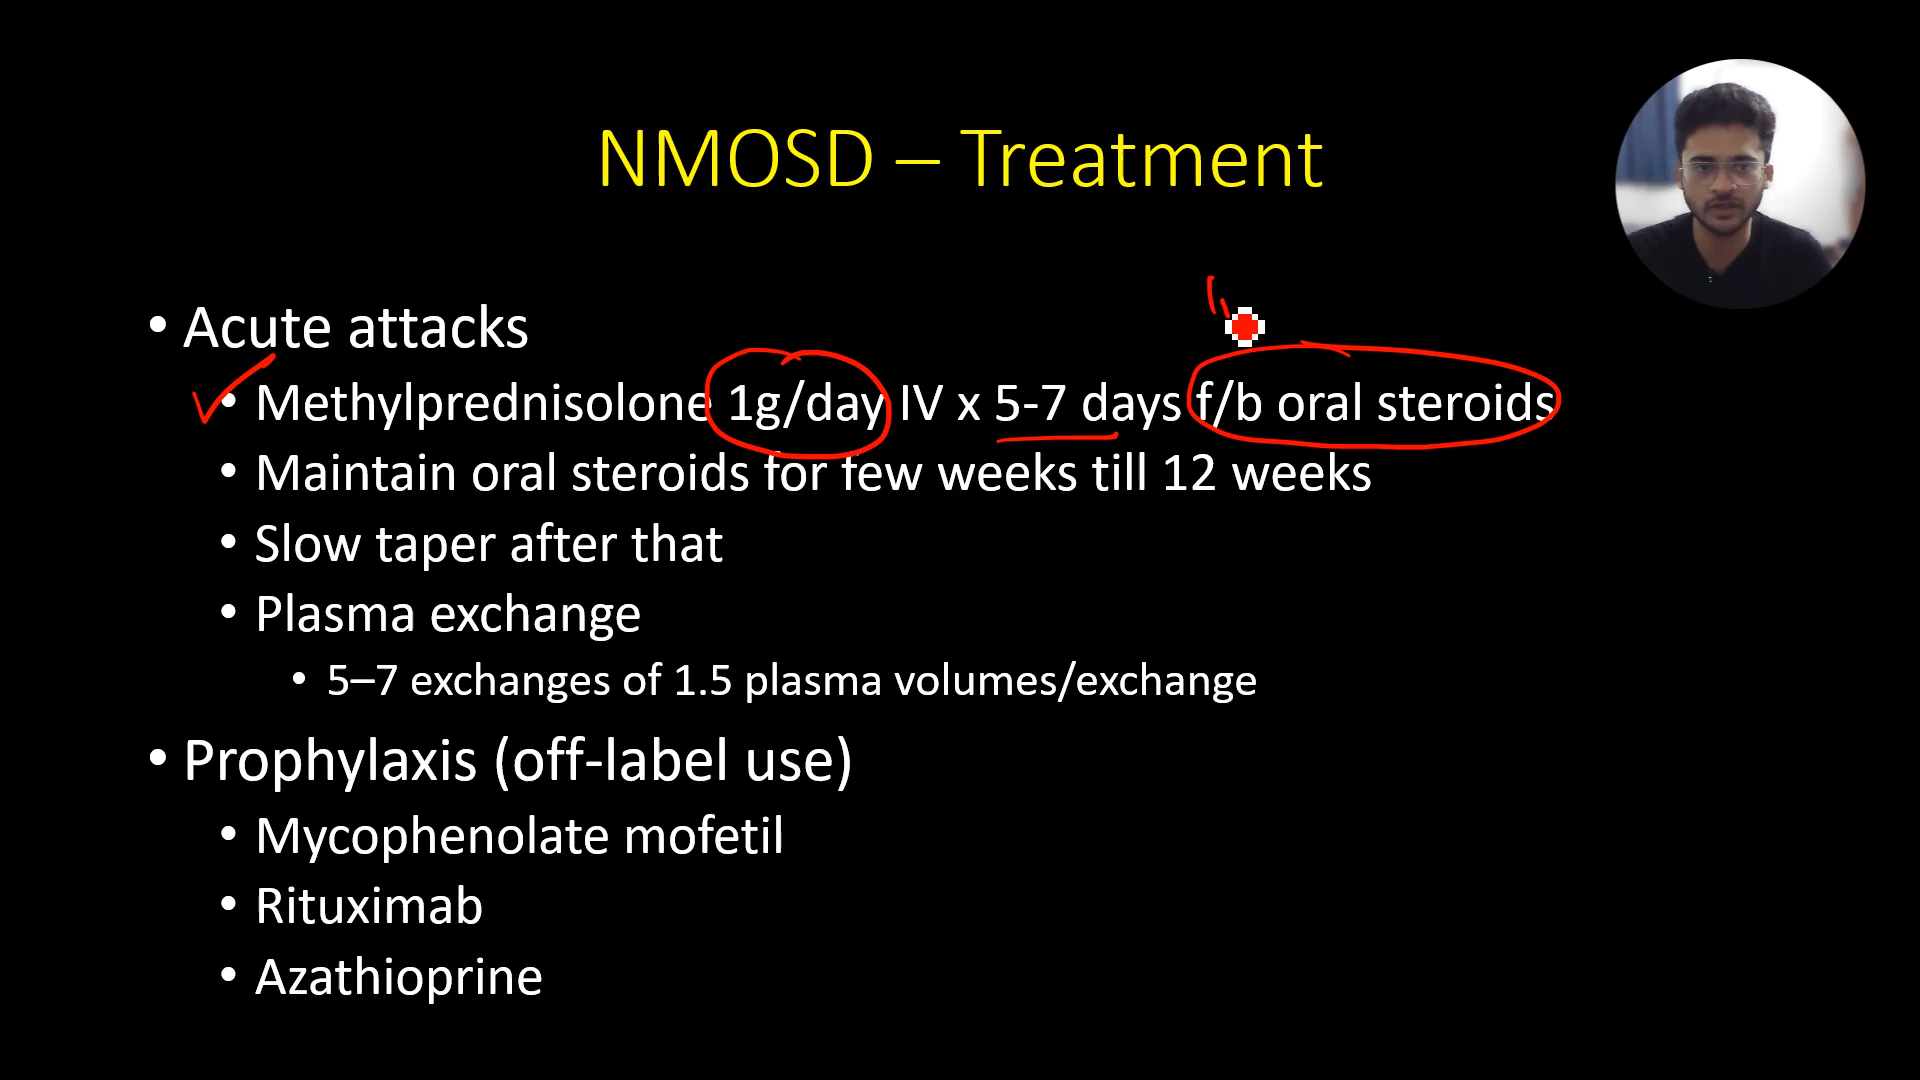 NMOSD – Treatment
• Acute attacks
• Methylprednisolone 1g/day IV x 5-7 days f/b oral steroids
• Maintain oral steroids for few weeks till 12 weeks
• Slow taper after that
• Plasma exchange
• 5–7 exchanges of 1.5 plasma volumes/exchange
• Prophylaxis (off-label use)
• Mycophenolate mofetil
• Rituximab
• Azathioprine